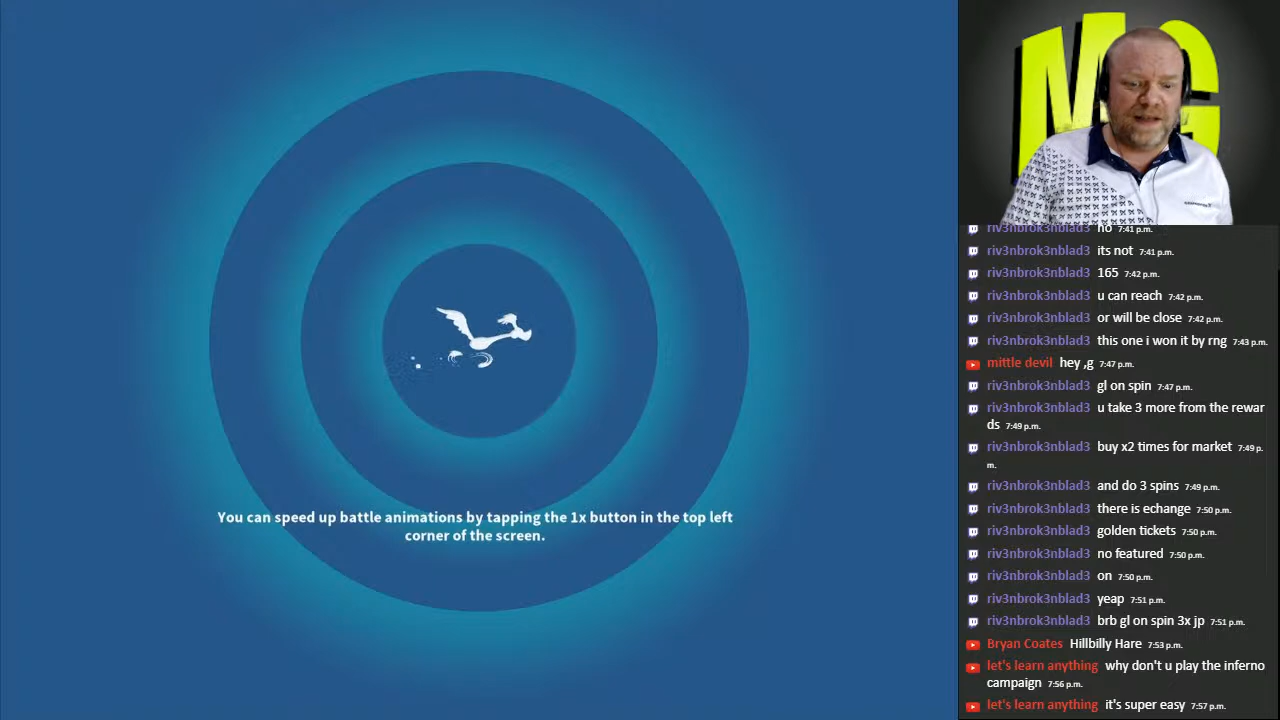 MG
riv3nbrok3nblad3 no 7:41 p.m.
riv3nbrok3nblad3 its not 7:41 p.m.
riv3nbrok3nblad3 165 7:42 p.m.
riv3nbrok3nblad3 u can reach 7:42 p.m.
riv3nbrok3nblad3 or will be close 7:42 p.m.
riv3nbrok3nblad3 this one i won it by rng 7:43 p.m.
mittle devil hey ,g 7:47 p.m.
riv3nbrok3nblad3 gl on spin 7:47 p.m.
riv3nbrok3nblad3 u take 3 more from the rewar
ds 7:49 p.m.
riv3nbrok3nblad3 buy x2 times for market 7:49 p.
m.
riv3nbrok3nblad3 and do 3 spins 7:49 p.m.
riv3nbrok3nblad3 there is echange 7:50 p.m.
riv3nbrok3nblad3 golden tickets 7:50 p.m.
riv3nbrok3nblad3 no featured 7:50 p.m.
riv3nbrok3nblad3 on 7:50 p.m.
riv3nbrok3nblad3 yeap 7:51 p.m.
riv3nbrok3nblad3 brb gl on spin 3x jp 7:51 p.m.
Bryan Coates Hillbilly Hare 7:53 p.m.
let's learn anything why don't u play the inferno
campaign 7:56 p.m.
let's learn anything it's super easy 7:57 p.m.
You can speed up battle animations by tapping the 1x button in the top left
corner of the screen.